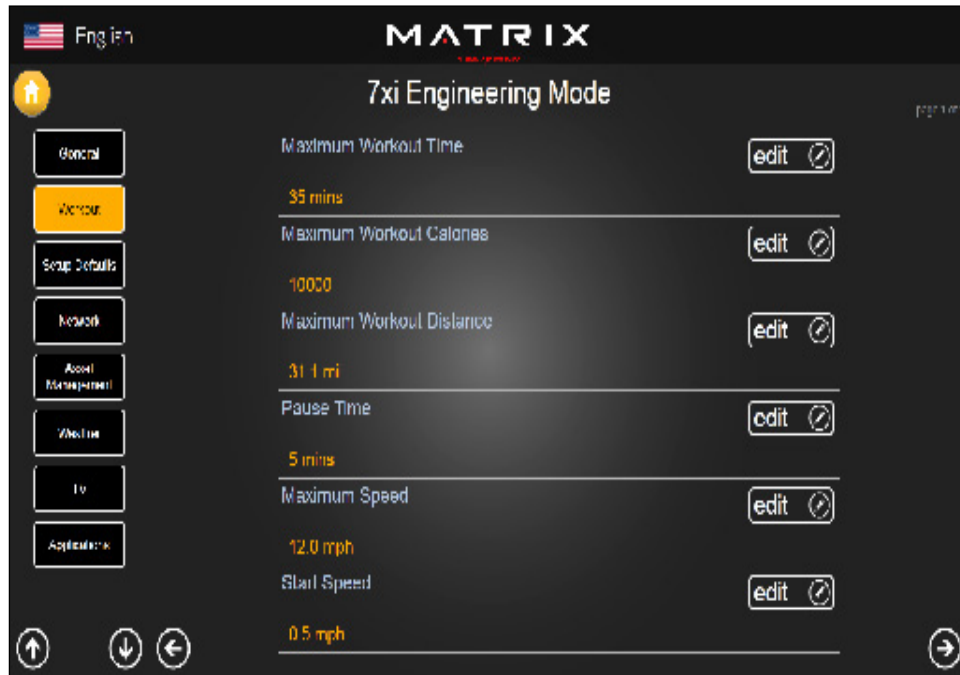 English
MATRIX
7xi Engineering Mode
General
Workout
Setup Defaults
Network
Asset
Management
Weather
TV
Applications
Maximum Workout Time
edit
35 mins
Maximum Workout Calories
edit
10000
Maximum Workout Distance
edit
31.1 mi
Pause Time
edit
5 mins
Maximum Speed
edit
12.0 mph
Start Speed
edit
0.5 mph